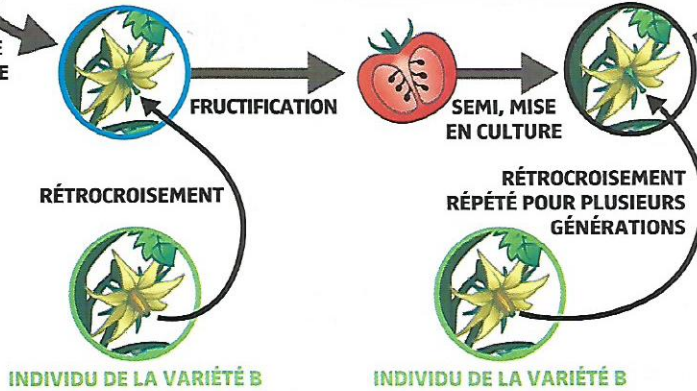 E
E
FRUCTIFICATION
SEMI, MISE
EN CULTURE
RÉTROCROISEMENT
RÉTROCROISEMENT
RÉPÉTÉ POUR PLUSIEURS
GÉNÉRATIONS
INDIVIDU DE LA VARIÉTÉ B
INDIVIDU DE LA VARIÉTÉ B